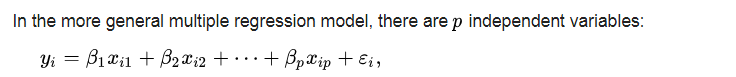 In the more general multiple regression model, there are p independent variables:
yᵢ = β₁xᵢ₁ + β₂xᵢ₂ + ··· + βₚxᵢₚ + εᵢ,